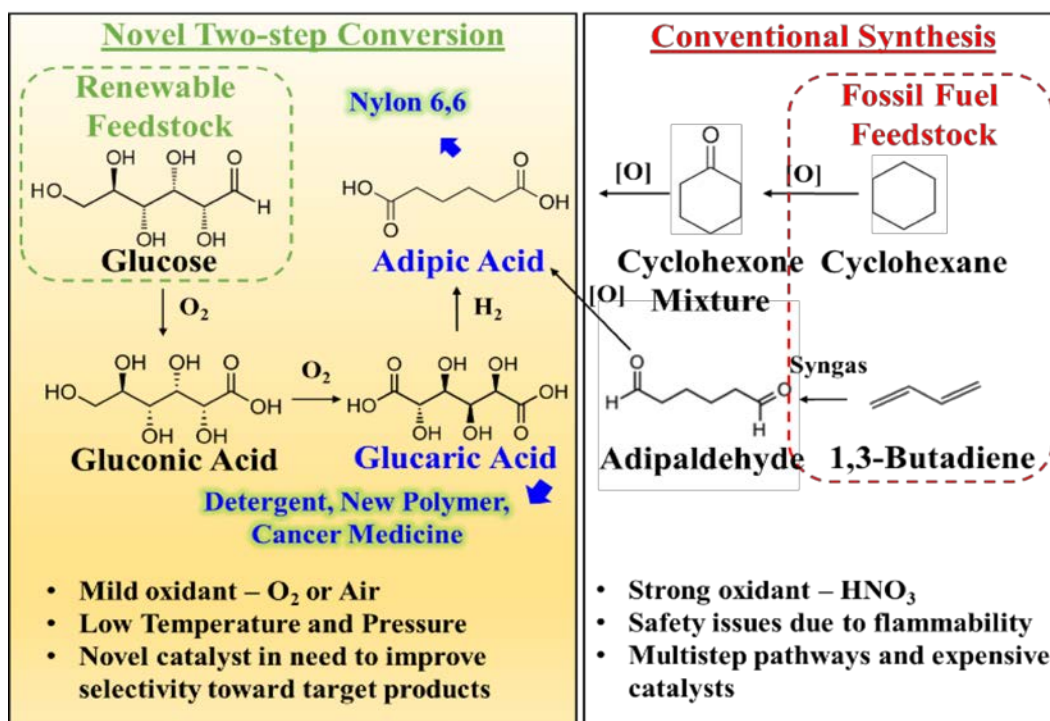 Novel Two-step Conversion
Renewable
Feedstock
OH
OH
O
HO
H
OH
OH
OH
Glucose
O₂
OH
OH
O
HO
OH
OH
OH
Gluconic Acid
O₂
Nylon 6,6
HO
O
O
OH
Adipic Acid
H₂
O
OH
OH
HO
OH
OH
OH
O
Glucaric Acid
Detergent, New Polymer,
Cancer Medicine
• Mild oxidant – O₂ or Air
• Low Temperature and Pressure
• Novel catalyst in need to improve
selectivity toward target products
Conventional Synthesis
Fossil Fuel
Feedstock
[O]
O
[O]
Cyclohexone
Mixture
Cyclohexane
[O]
O
H
O
H
Syngas
Adipaldehyde
1,3-Butadiene
• Strong oxidant – HNO₃
• Safety issues due to flammability
• Multistep pathways and expensive
catalysts